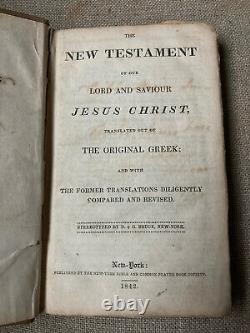 THE
NEW TESTAMENT
OF OUR
LORD AND SAVIOUR
JESUS CHRIST,
TRANSLATED OUT OF
THE ORIGINAL GREEK:
AND WITH
THE FORMER TRANSLATIONS DILIGENTLY
COMPARED AND REVISED.
STEREOTYPED BY D. & G. BRUCE, NEW-YORK.
New-York:
PUBLISHED BY THE NEW-YORK BIBLE AND COMMON PRAYER BOOK SOCIETY.
1842.
hams.com